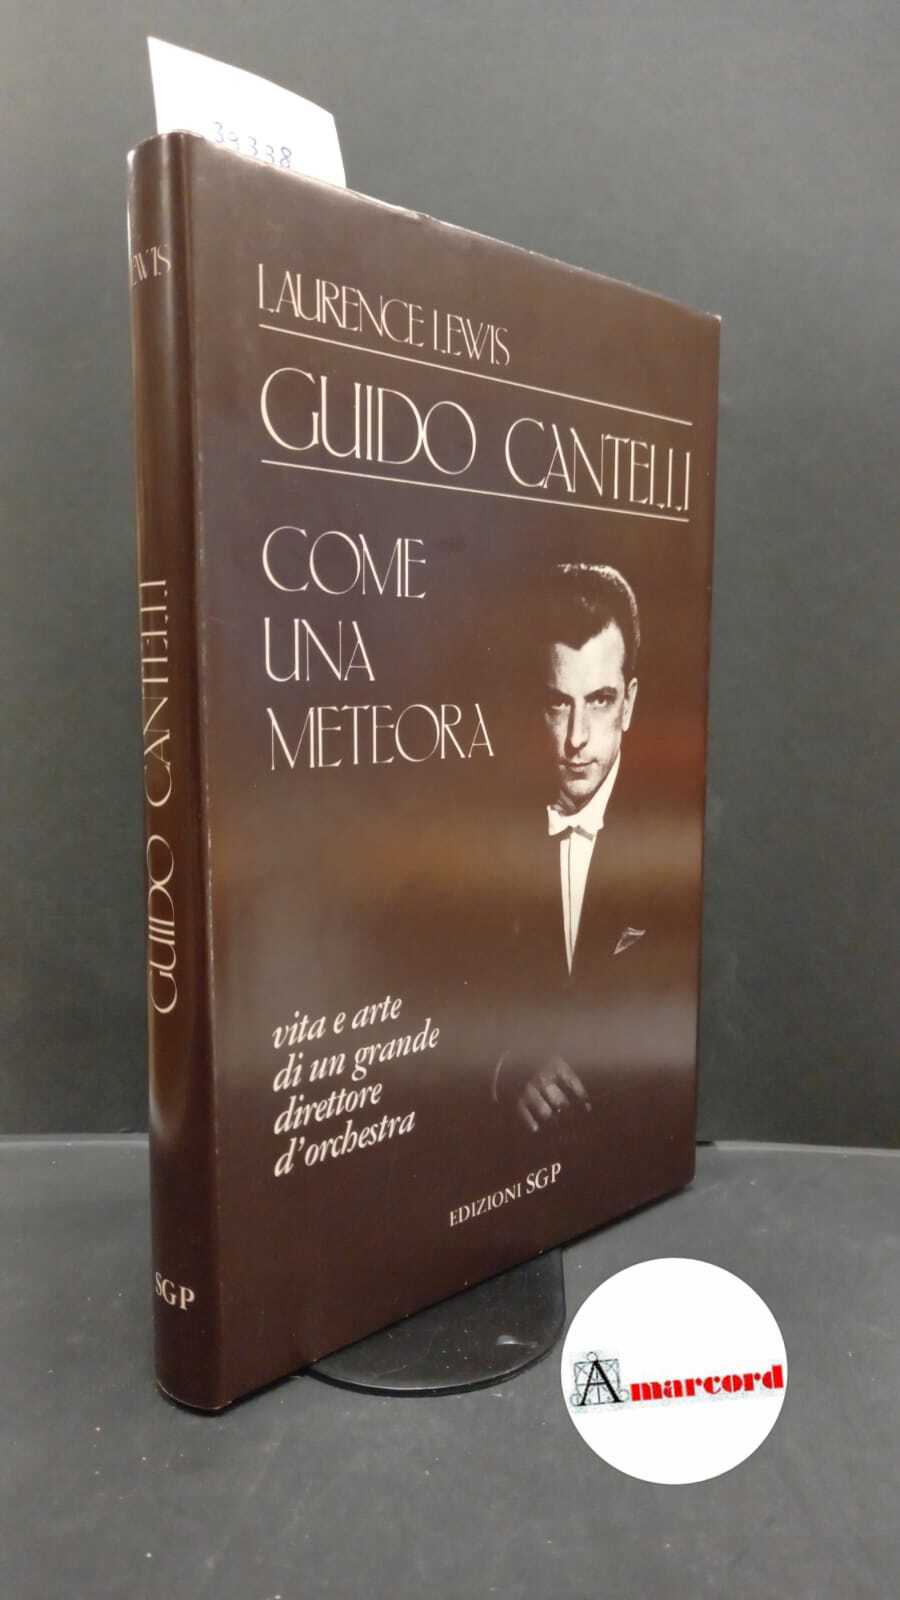 39338
LAURENCE LEWIS
GUIDO CANTELLI
COME
UNA
METEORA
vita e arte
di un grande
direttore
d'orchestra
EDIZIONI SGP
LEWIS
GUIDO CANTELLI
SGP
Amarcord